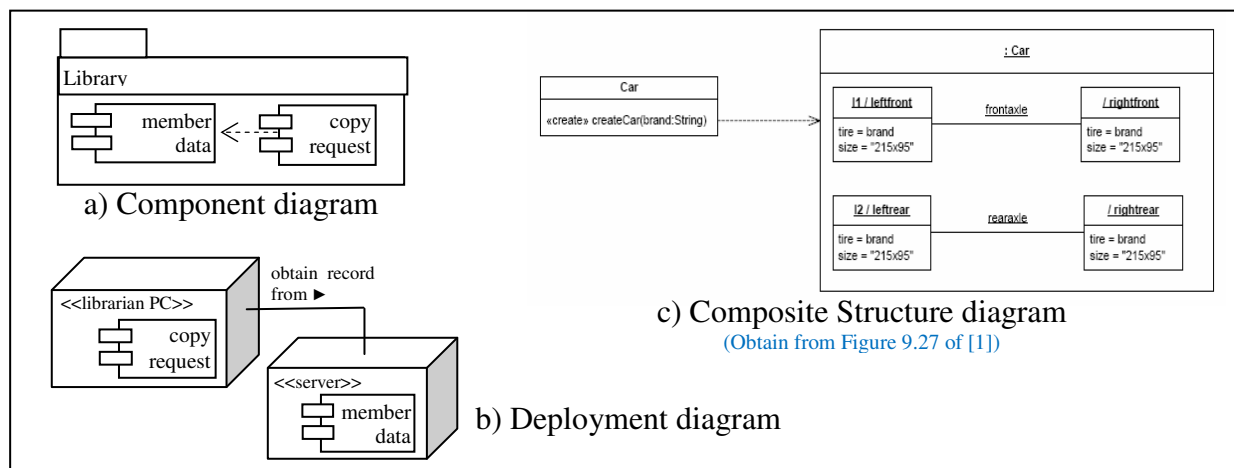 Library
member
data
copy
request
a) Component diagram
<<librarian PC>>
copy
request
obtain record
from ►
<<server>>
member
data
b) Deployment diagram
Car
«create» createCar(brand:String)
: Car
l1 / leftfront
tire = brand
size = "215x95"
frontaxle
/ rightfront
tire = brand
size = "215x95"
l2 / leftrear
tire = brand
size = "215x95"
rearaxle
/ rightrear
tire = brand
size = "215x95"
c) Composite Structure diagram
(Obtain from Figure 9.27 of [1])